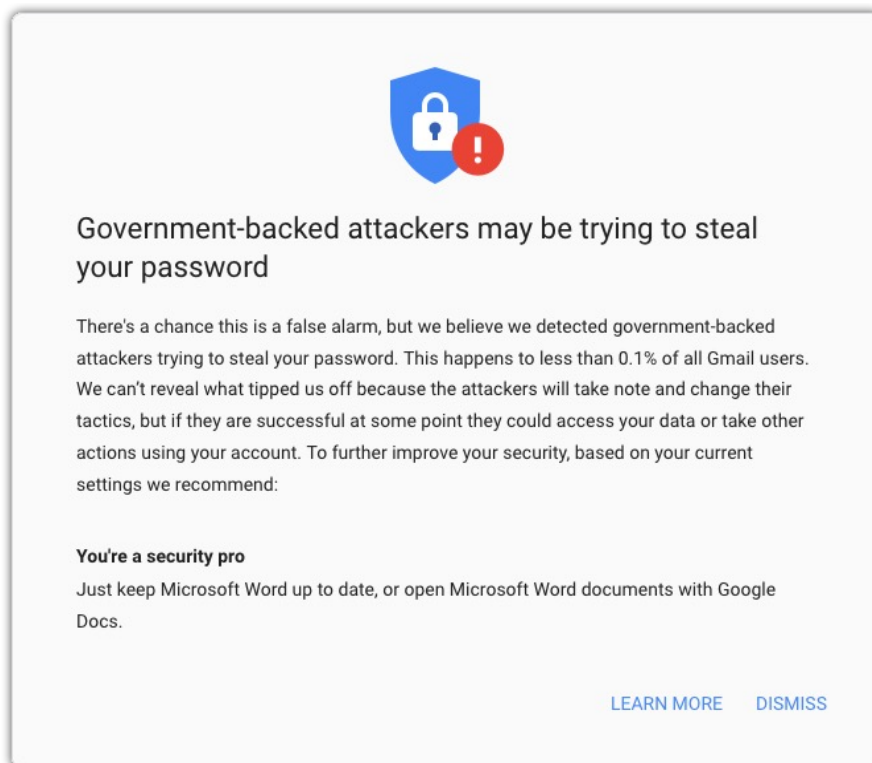 Government-backed attackers may be trying to steal
your password
There's a chance this is a false alarm, but we believe we detected government-backed
attackers trying to steal your password. This happens to less than 0.1% of all Gmail users.
We can't reveal what tipped us off because the attackers will take note and change their
tactics, but if they are successful at some point they could access your data or take other
actions using your account. To further improve your security, based on your current
settings we recommend:
You're a security pro
Just keep Microsoft Word up to date, or open Microsoft Word documents with Google
Docs.
LEARN MORE DISMISS